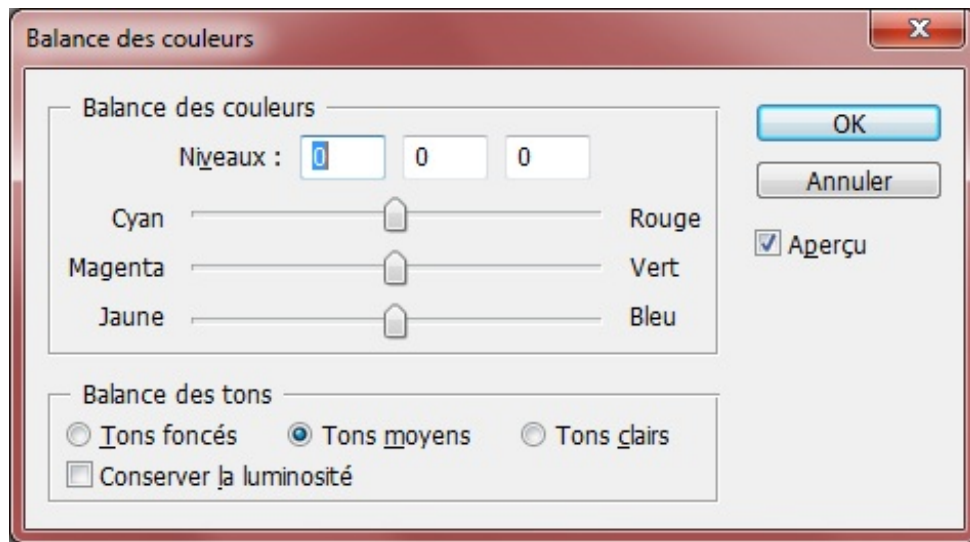 Balance des couleurs
Balance des couleurs
Niveaux : 0 0 0
Cyan Rouge
Magenta Vert
Jaune Bleu
OK
Annuler
Aperçu
Balance des tons
Tons foncés Tons moyens Tons clairs
Conserver la luminosité